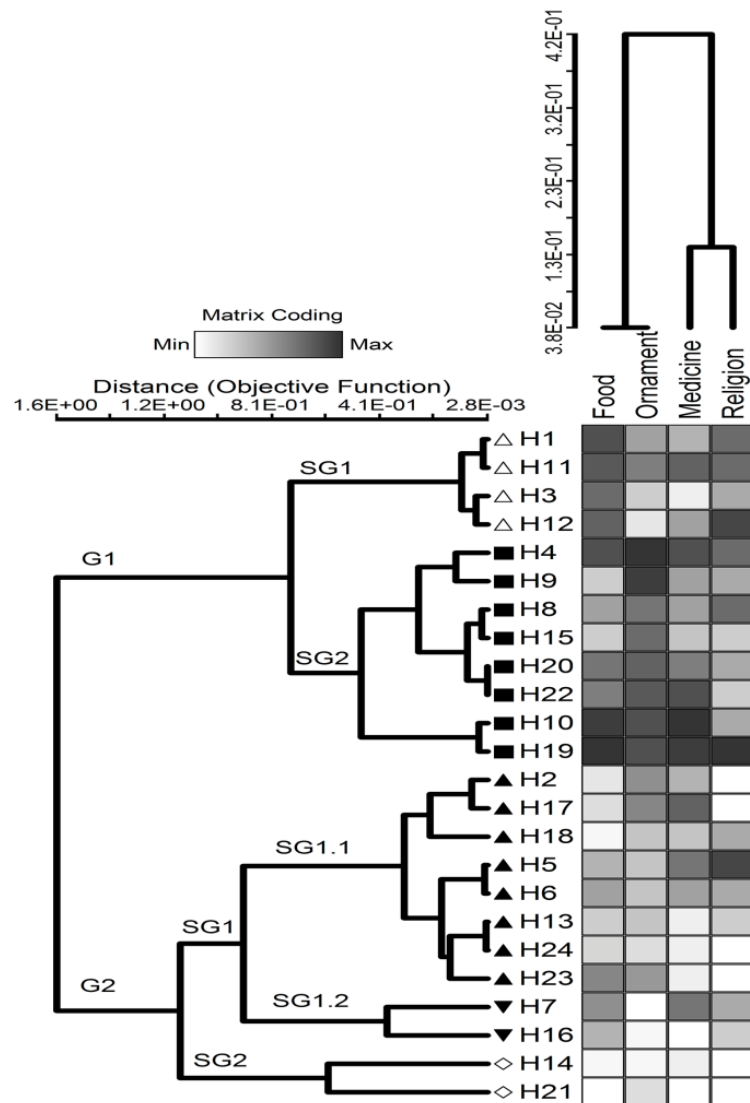 4.2E-01
3.2E-01
2.3E-01
1.3E-01
3.8E-02
Matrix Coding
Min Max
Distance (Objective Function)
1.6E+00 1.2E+00 8.1E-01 4.1E-01 2.8E-03
Food Ornament Medicine Religion
H1
SG1
H11
H3
H12
G1
H4
H9
H8
H15
SG2
H20
H22
H10
H19
H2
H17
H18
SG1.1
H5
H6
H13
SG1
H24
H23
G2
SG1.2
H7
H16
SG2
H14
H21